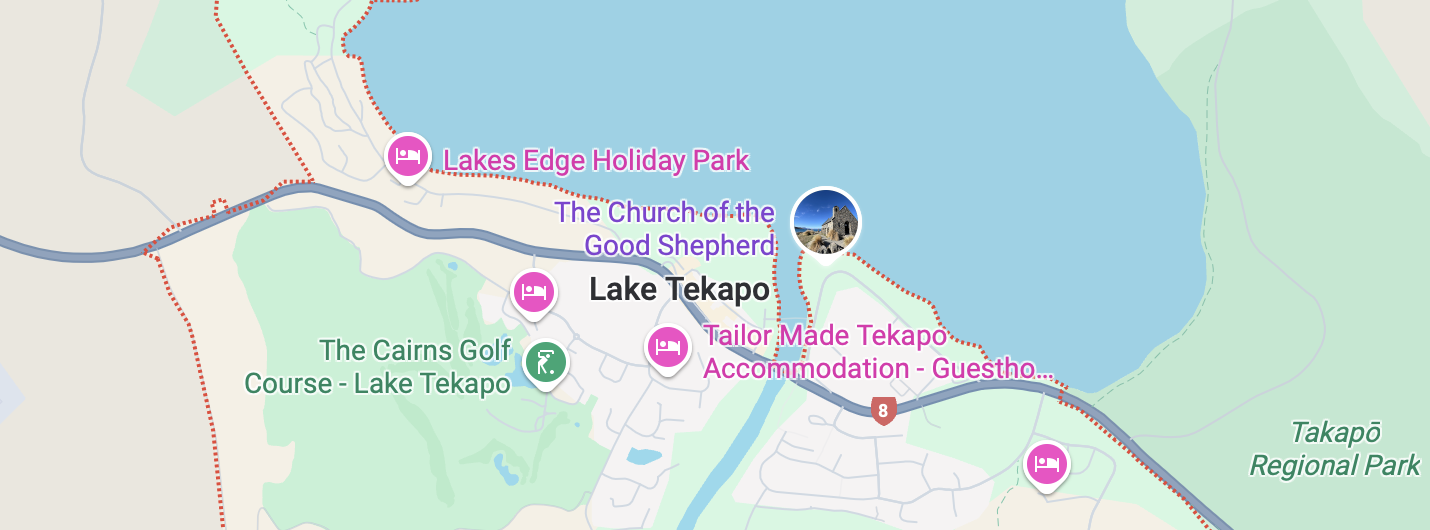 Lakes Edge Holiday Park
The Church of the
Good Shepherd
Lake Tekapo
Tailor Made Tekapo
Accommodation - Guestho...
The Cairns Golf
Course - Lake Tekapo
8
Takapō
Regional Park